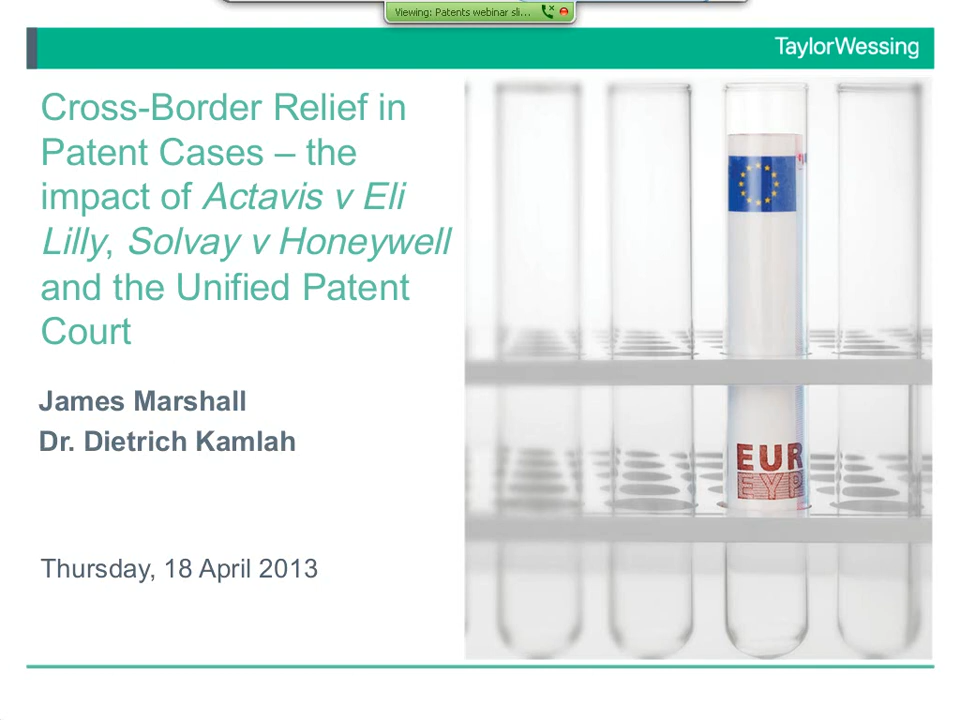 Viewing: Patents webinar sli...
TaylorWessing
Cross-Border Relief in
Patent Cases – the
impact of Actavis v Eli
Lilly, Solvay v Honeywell
and the Unified Patent
Court
James Marshall
Dr. Dietrich Kamlah
Thursday, 18 April 2013
EUR
EYP